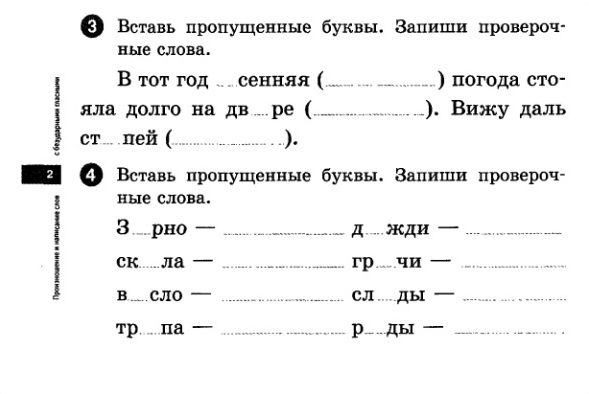 3 Вставь пропущенные буквы. Запиши провероч-
ные слова.
В тот год ...сенняя (..............................) погода сто-
яла долго на дв....ре (..............................). Вижу даль
ст....пей (..............................).
с безударными гласными
2
Произношение и написание слов
4 Вставь пропущенные буквы. Запиши провероч-
ные слова.
З....рно — .............................. д....жди — ..............................
ск....ла — .............................. гр....чи — ..............................
в....сло — .............................. сл....ды — ..............................
тр....па — .............................. р....ды — ..............................